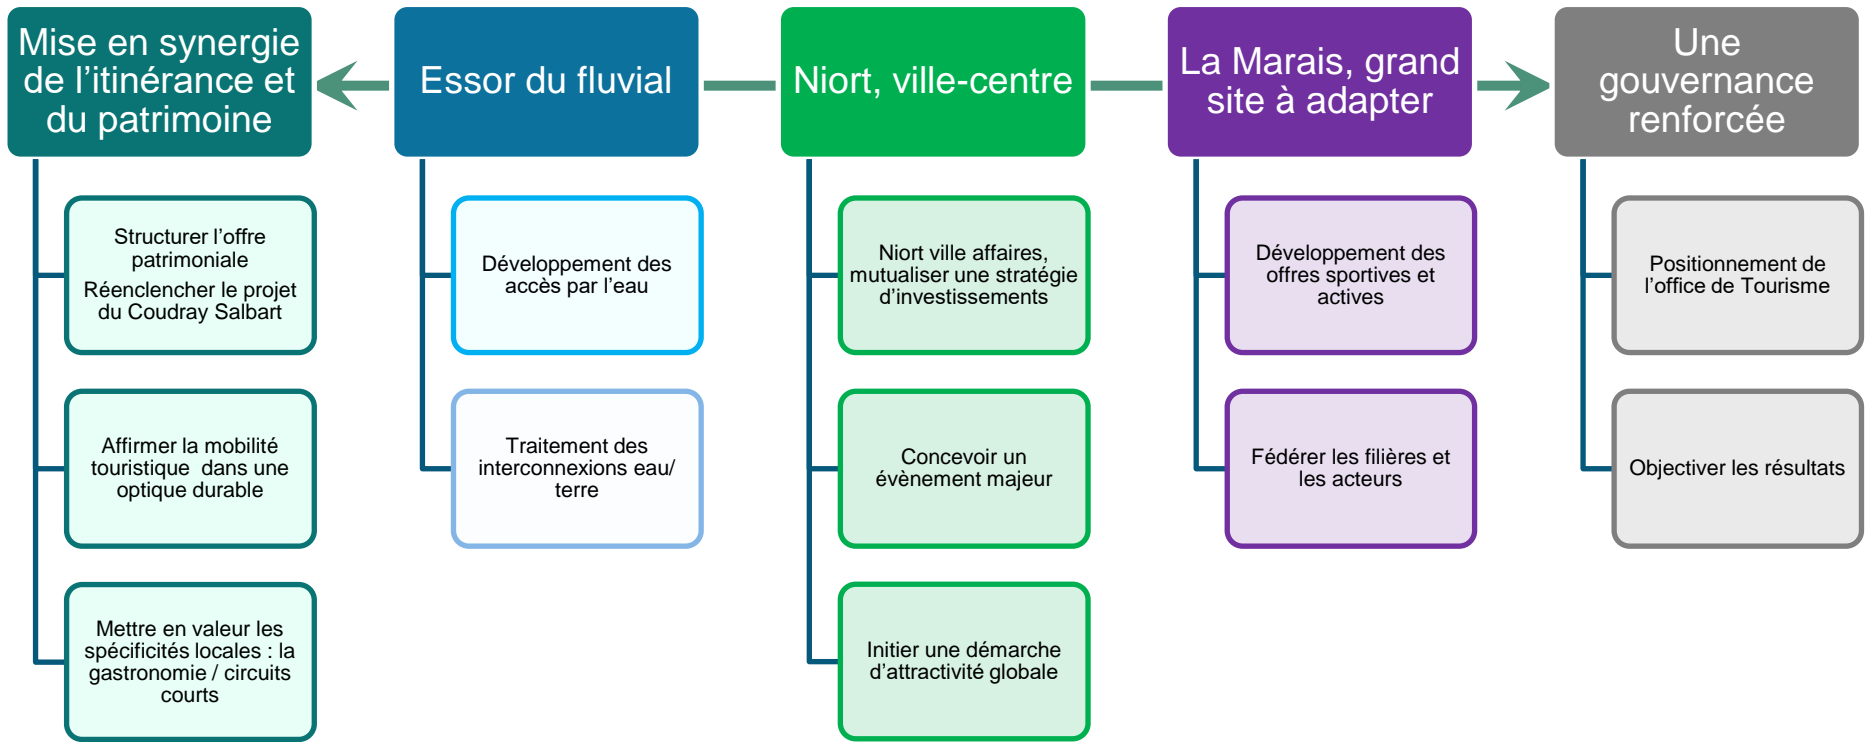 Mise en synergie
de l’itinérance et
du patrimoine
Essor du fluvial
Niort, ville-centre
La Marais, grand
site à adapter
Une
gouvernance
renforcée
Structurer l’offre
patrimoniale
Réenclencher le projet
du Coudray Salbart
Affirmer la mobilité
touristique  dans une
optique durable
Mettre en valeur les
spécificités locales : la
gastronomie / circuits
courts
Développement des
accès par l’eau
Traitement des
interconnexions eau/
terre
Niort ville affaires,
mutualiser une stratégie
d’investissements
Concevoir un
évènement majeur
Initier une démarche
d’attractivité globale
Développement des
offres sportives et
actives
Fédérer les filières et
les acteurs
Positionnement de
l’office de Tourisme
Objectiver les résultats